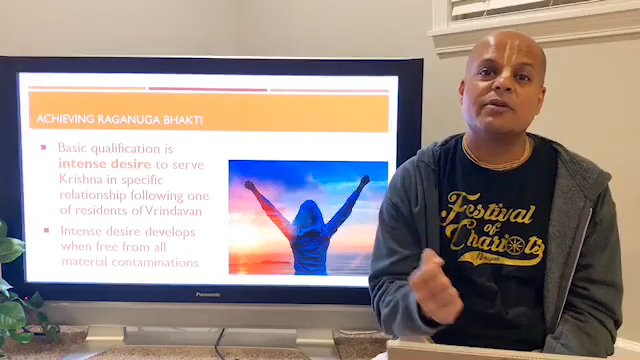 ACHIEVING RAGANUGA BHAKTI
Basic qualification is
intense desire to serve
Krishna in specific
relationship following one
of residents of Vrindavan
Intense desire develops
when free from all
material contaminations
Panasonic
Festival
of
Chariots